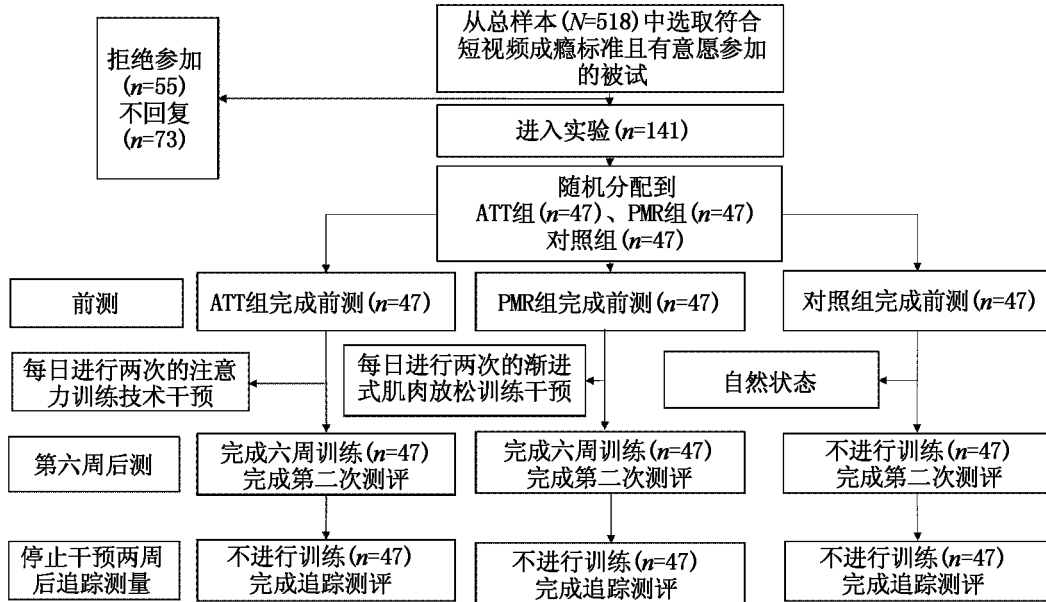 从总样本(N=518)中选取符合
短视频成瘾标准且有意愿参加
的被试
拒绝参加
(n=55)
不回复
(n=73)
进入实验(n=141)
随机分配到
ATT组(n=47)、PMR组(n=47)
对照组(n=47)
前测
ATT组完成前测(n=47)
PMR组完成前测(n=47)
对照组完成前测(n=47)
每日进行两次的注意
力训练技术干预
每日进行两次的渐进
式肌肉放松训练干预
自然状态
第六周后测
完成六周训练(n=47)
完成第二次测评
完成六周训练(n=47)
完成第二次测评
不进行训练(n=47)
完成第二次测评
停止干预两周
后追踪测量
不进行训练(n=47)
完成追踪测评
不进行训练(n=47)
完成追踪测评
不进行训练(n=47)
完成追踪测评